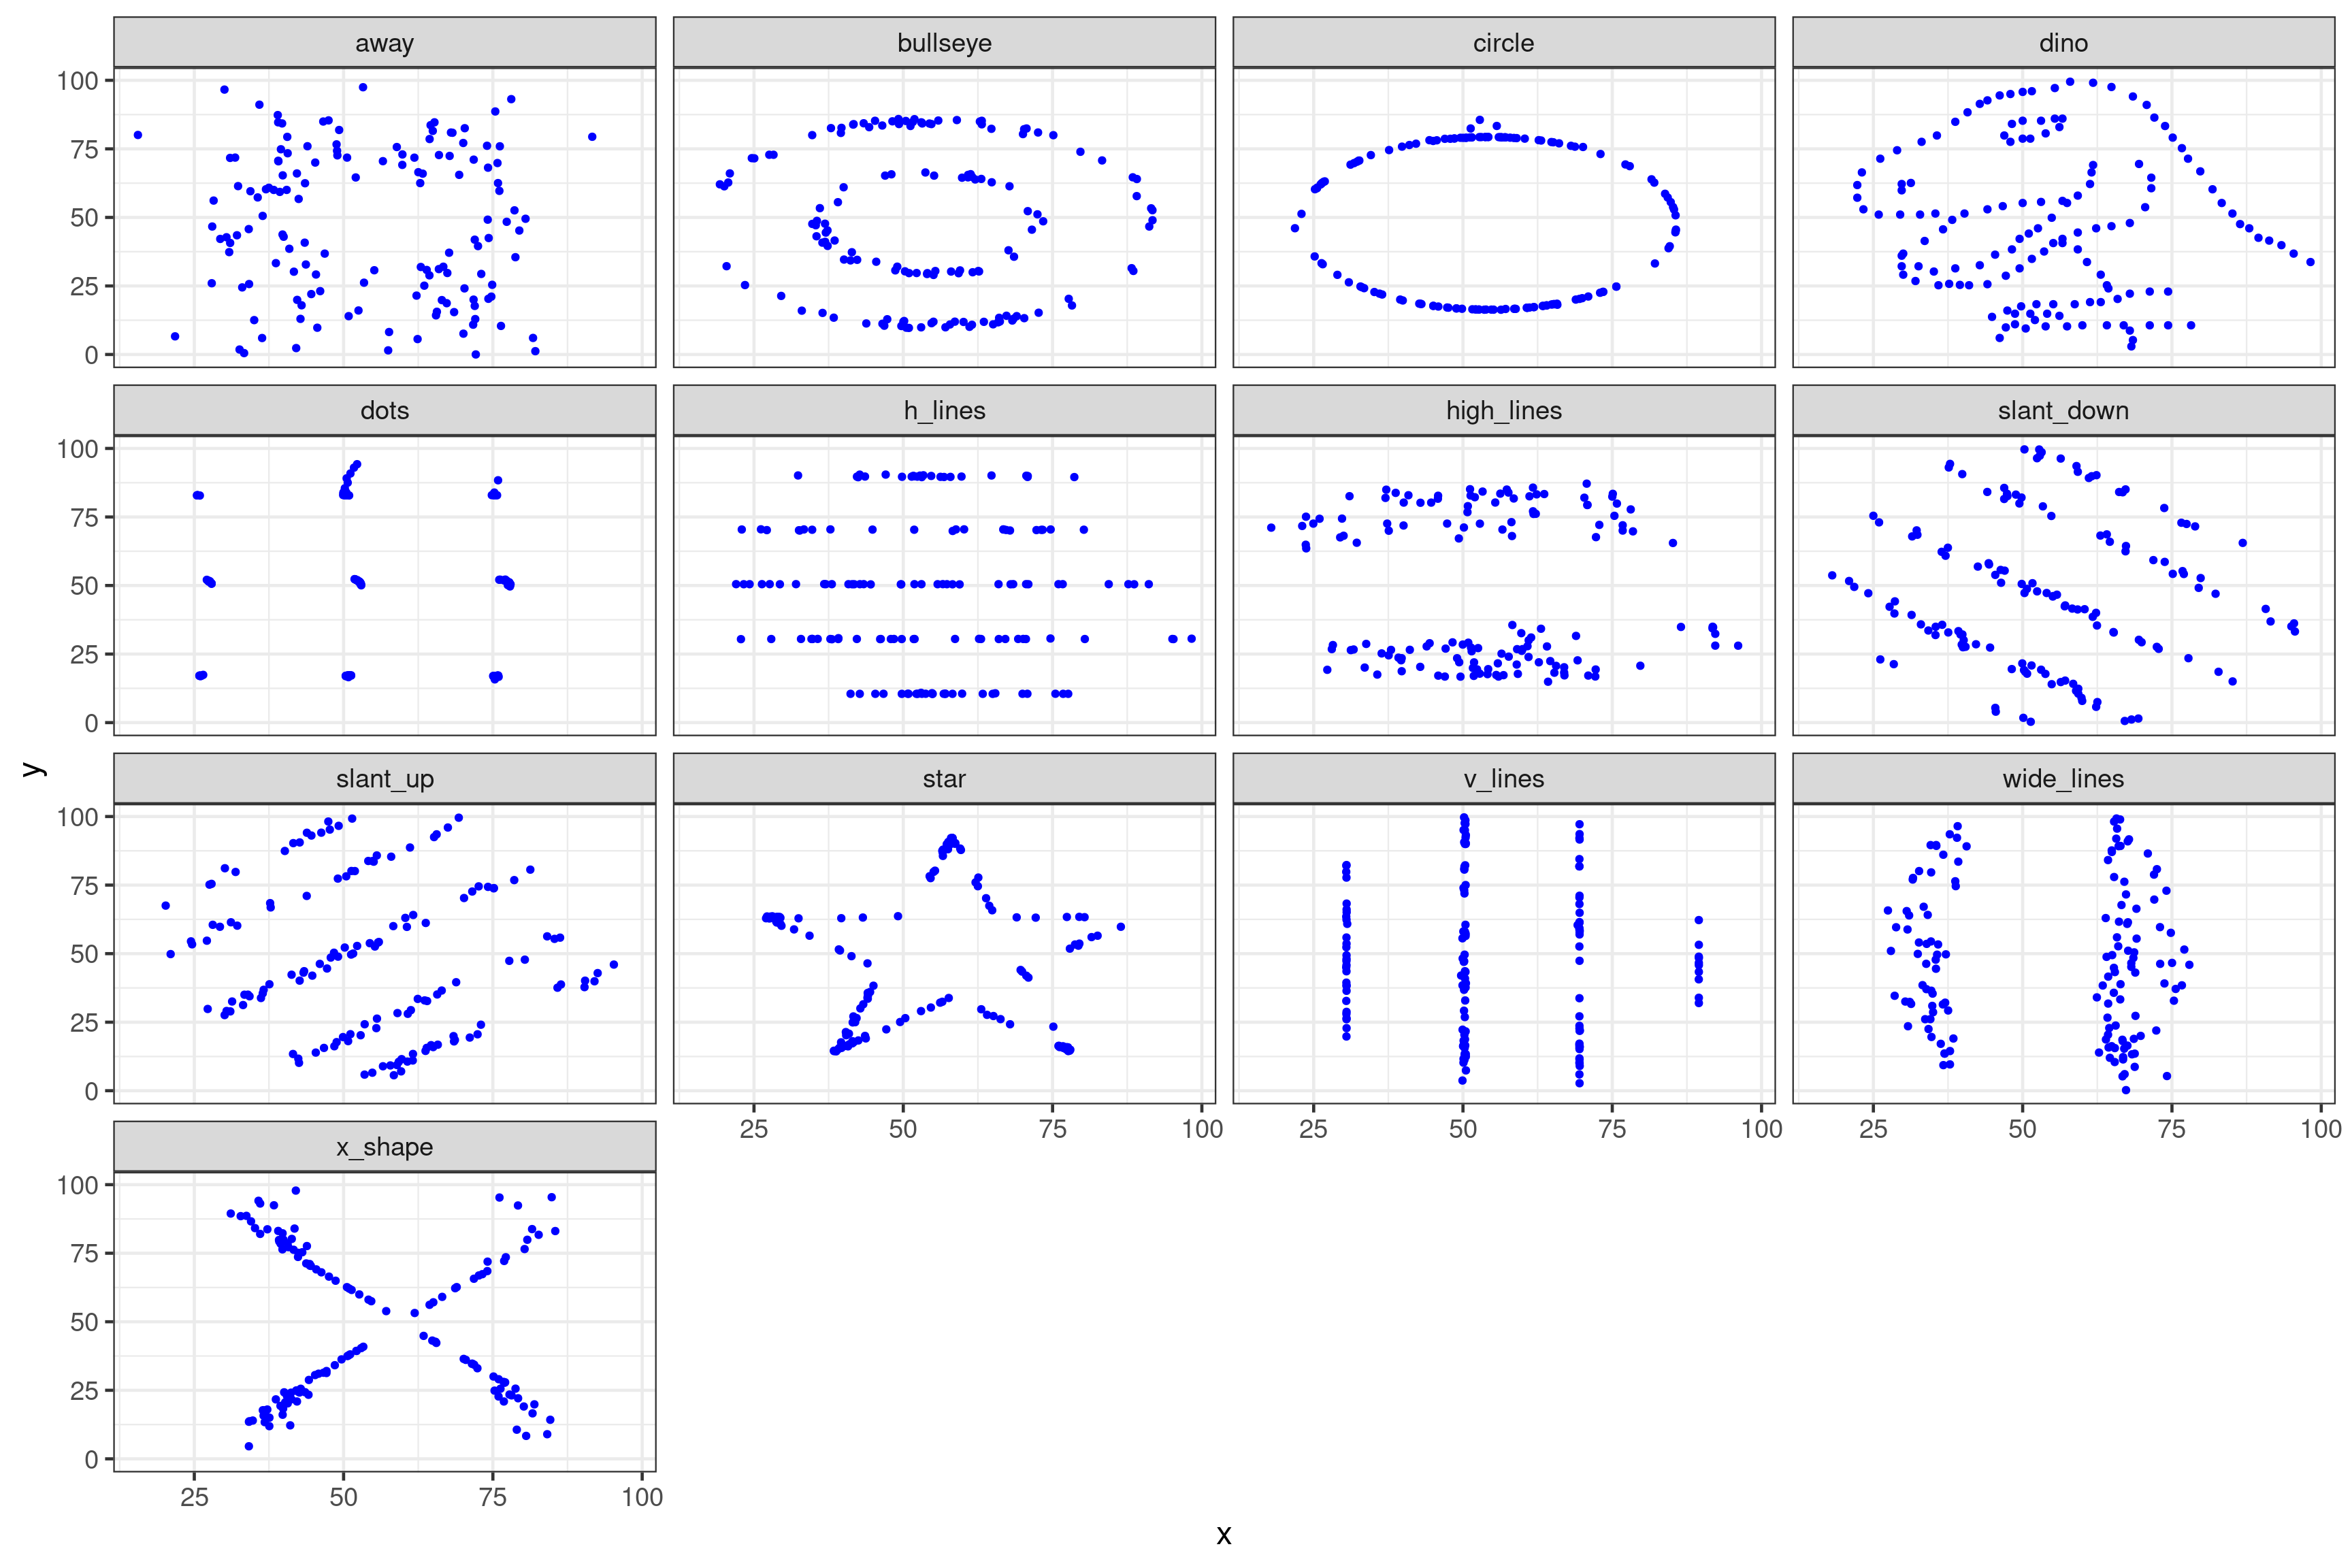 away bullseye circle dino
100
75
50
25
0
dots h_lines high_lines slant_down
100
75
50
25
0
slant_up star v_lines wide_lines
100
75
50
25
0
25 50 75 100 25 50 75 100 25 50 75 100
x_shape
100
75
50
25
0
25 50 75 100
y
x